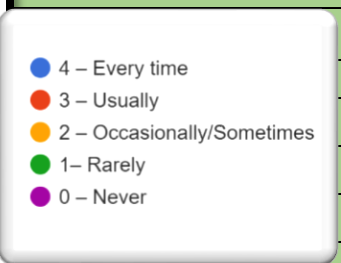 4 – Every time
3 – Usually
2 – Occasionally/Sometimes
1– Rarely
0 – Never